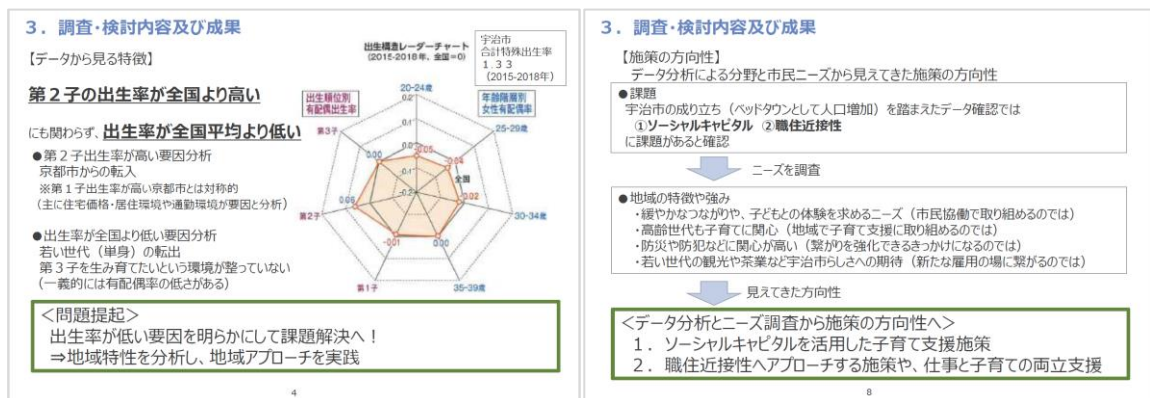 3．調査・検討内容及び成果
【データから見る特徴】
出生構造レーダーチャート
(2015-2018年、全国=0)
宇治市
合計特殊出生率
1.33
(2015-2018年)
第２子の出生率が全国より高い
にも関わらず、出生率が全国平均より低い
●第２子出生率が高い要因分析
京都市からの転入
※第１子出生率が高い京都市とは対称的
(主に住宅価格・居住環境や通勤環境が要因と分析)
●出生率が全国より低い要因分析
若い世代（単身）の転出
第３子を生み育てたいという環境が整っていない
(一義的には有配偶率の低さがある)
出生順位別
有配偶出生率
年齢階層別
女性有配偶率
20-24歳
25-29歳
30-34歳
35-39歳
第1子
第2子
第3子
全国
0.2
0.1
0.0
-0.1
-0.2
-0.05
-0.04
-0.02
0.00
-0.01
0.06
0.00
＜問題提起＞
出生率が低い要因を明らかにして課題解決へ！
⇒地域特性を分析し、地域アプローチを実践
4
3．調査・検討内容及び成果
【施策の方向性】
データ分析による分野と市民ニーズから見えてきた施策の方向性
●課題
宇治市の成り立ち（ベッドタウンとして人口増加）を踏まえたデータ確認では
①ソーシャルキャピタル ②職住近接性
に課題があると確認
ニーズを調査
●地域の特徴や強み
・緩やかなつながりや、子どもとの体験を求めるニーズ（市民協働で取り組めるのでは）
・高齢世代も子育てに関心（地域で子育て支援に取り組めるのでは）
・防災や防犯などに関心が高い（繋がりを強化できるきっかけになるのでは）
・若い世代の観光や茶業など宇治市らしさへの期待（新たな雇用の場に繋がるのでは）
見えてきた方向性
＜データ分析とニーズ調査から施策の方向性へ＞
１．ソーシャルキャピタルを活用した子育て支援施策
２．職住近接性へアプローチする施策や、仕事と子育ての両立支援
8